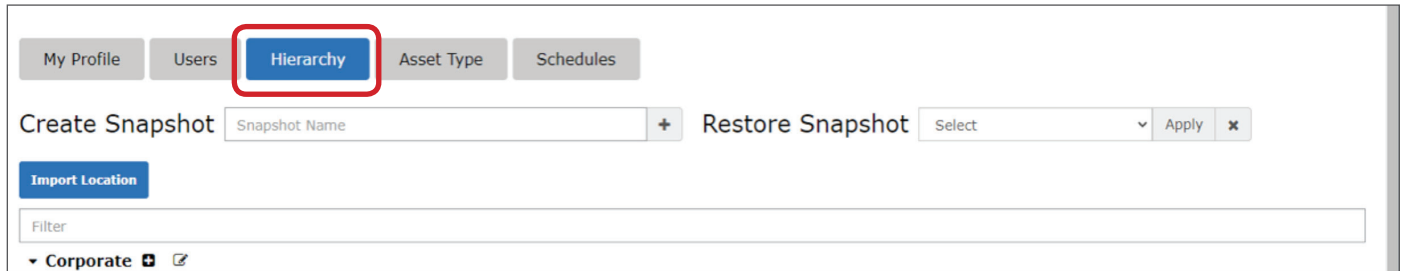 My Profile Users Hierarchy Asset Type Schedules
Create Snapshot Snapshot Name Restore Snapshot Select Apply
Import Location
Filter
Corporate